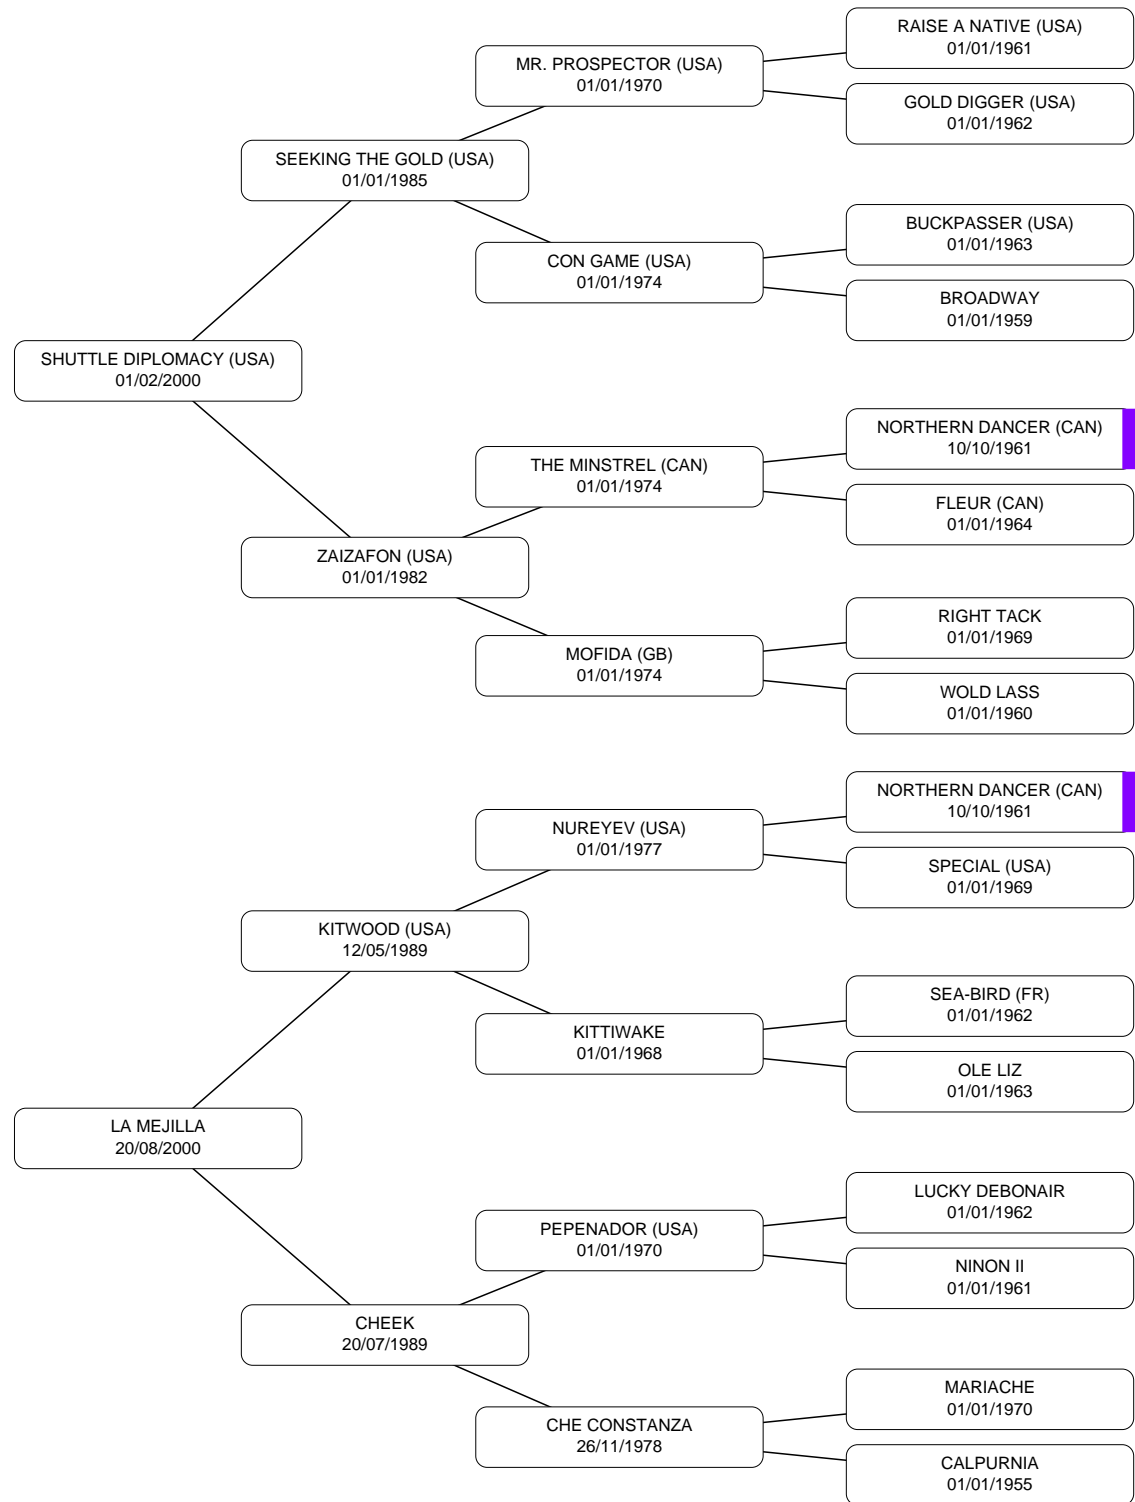 RAISE A NATIVE (USA)
01/01/1961
MR. PROSPECTOR (USA)
01/01/1970
GOLD DIGGER (USA)
01/01/1962
SEEKING THE GOLD (USA)
01/01/1985
BUCKPASSER (USA)
01/01/1963
CON GAME (USA)
01/01/1974
BROADWAY
01/01/1959
SHUTTLE DIPLOMACY (USA)
01/02/2000
NORTHERN DANCER (CAN)
10/10/1961
THE MINSTREL (CAN)
01/01/1974
FLEUR (CAN)
01/01/1964
ZAIZAFON (USA)
01/01/1982
RIGHT TACK
01/01/1969
MOFIDA (GB)
01/01/1974
WOLD LASS
01/01/1960
NORTHERN DANCER (CAN)
10/10/1961
NUREYEV (USA)
01/01/1977
SPECIAL (USA)
01/01/1969
KITWOOD (USA)
12/05/1989
SEA-BIRD (FR)
01/01/1962
KITTIWAKE
01/01/1968
OLE LIZ
01/01/1963
LA MEJILLA
20/08/2000
LUCKY DEBONAIR
01/01/1962
PEPENADOR (USA)
01/01/1970
NINON II
01/01/1961
CHEEK
20/07/1989
MARIACHE
01/01/1970
CHE CONSTANZA
26/11/1978
CALPURNIA
01/01/1955